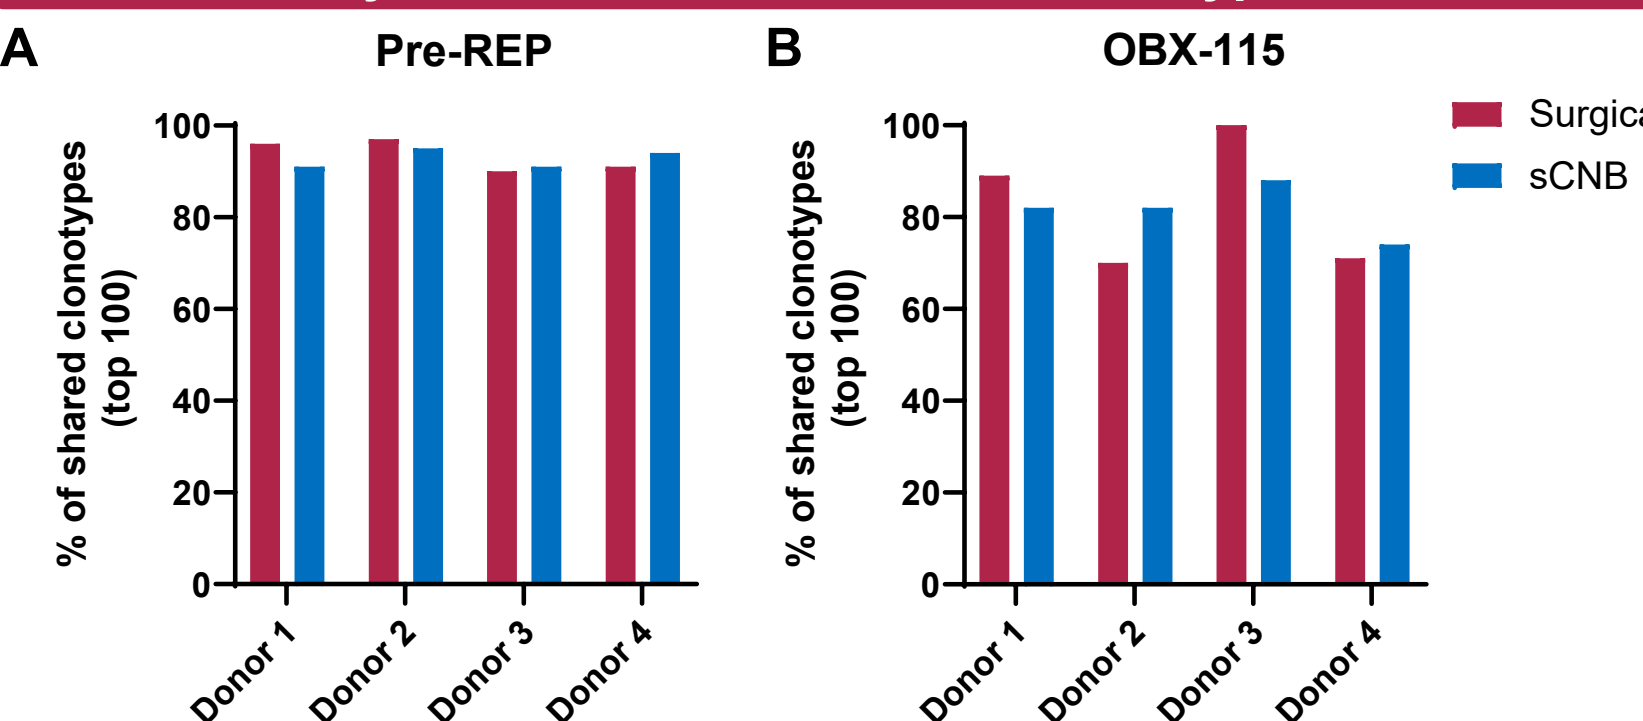 A
Pre-REP
% of shared clonotypes
(top 100)
100
80
60
40
20
0
Donor 1
Donor 2
Donor 3
Donor 4
B
OBX-115
% of shared clonotypes
(top 100)
100
80
60
40
20
0
Donor 1
Donor 2
Donor 3
Donor 4
sCNB